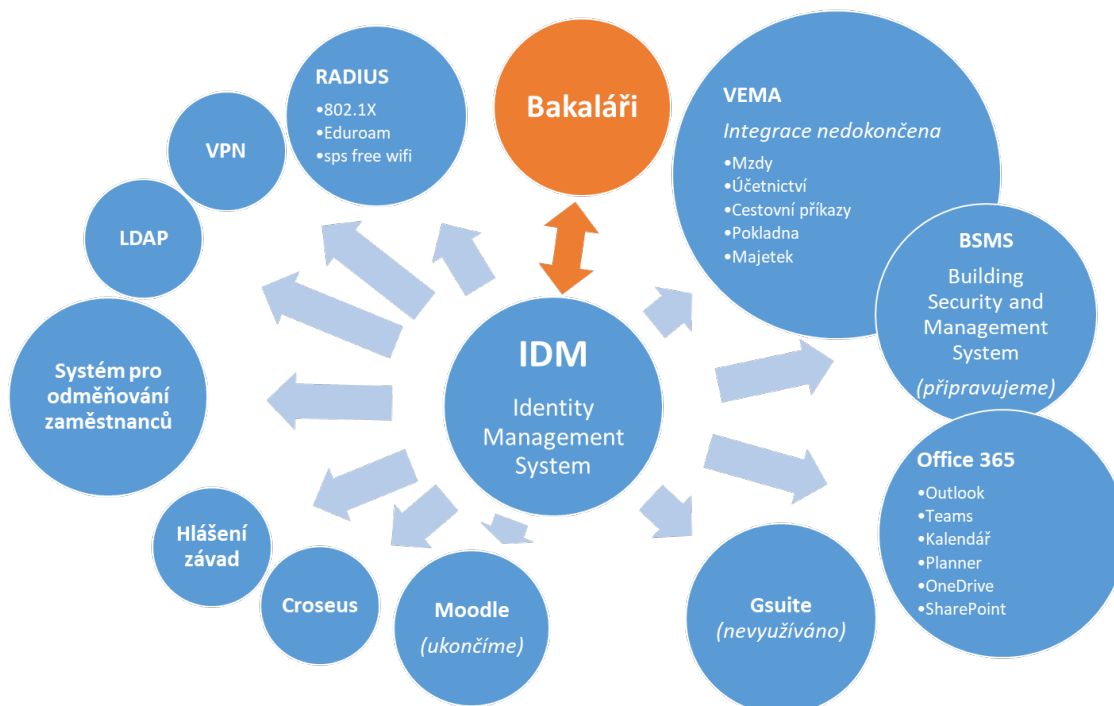 RADIUS
•802.1X
•Eduroam
•sps free wifi
Bakaláři
VEMA
Integrace nedokončena
•Mzdy
•Účetnictví
•Cestovní příkazy
•Pokladna
•Majetek
VPN
LDAP
BSMS
Building
Security and
Management
System
(připravujeme)
IDM
Identity
Management
System
Systém pro
odměňování
zaměstnanců
Office 365
•Outlook
•Teams
•Kalendář
•Planner
•OneDrive
•SharePoint
Hlášení
závad
Croseus
Moodle
(ukončíme)
Gsuite
(nevyužíváno)